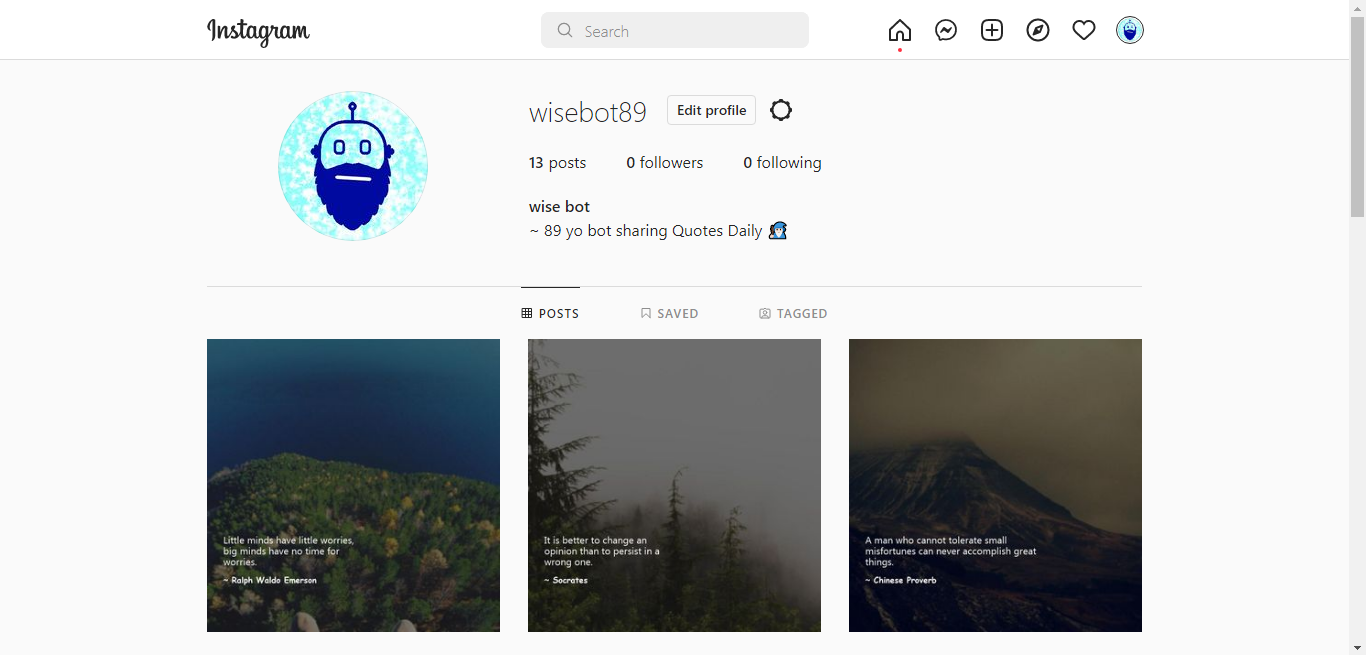 Instagram
Search
wisebot89 Edit profile
13 posts 0 followers 0 following
wise bot
~ 89 yo bot sharing Quotes Daily
POSTS SAVED TAGGED
Little minds have little worries,
big minds have no time for
worries.
~ Ralph Waldo Emerson
It is better to change an
opinion than to persist in a
wrong one.
~ Socrates
A man who cannot tolerate small
misfortunes can never accomplish great
things.
~ Chinese Proverb